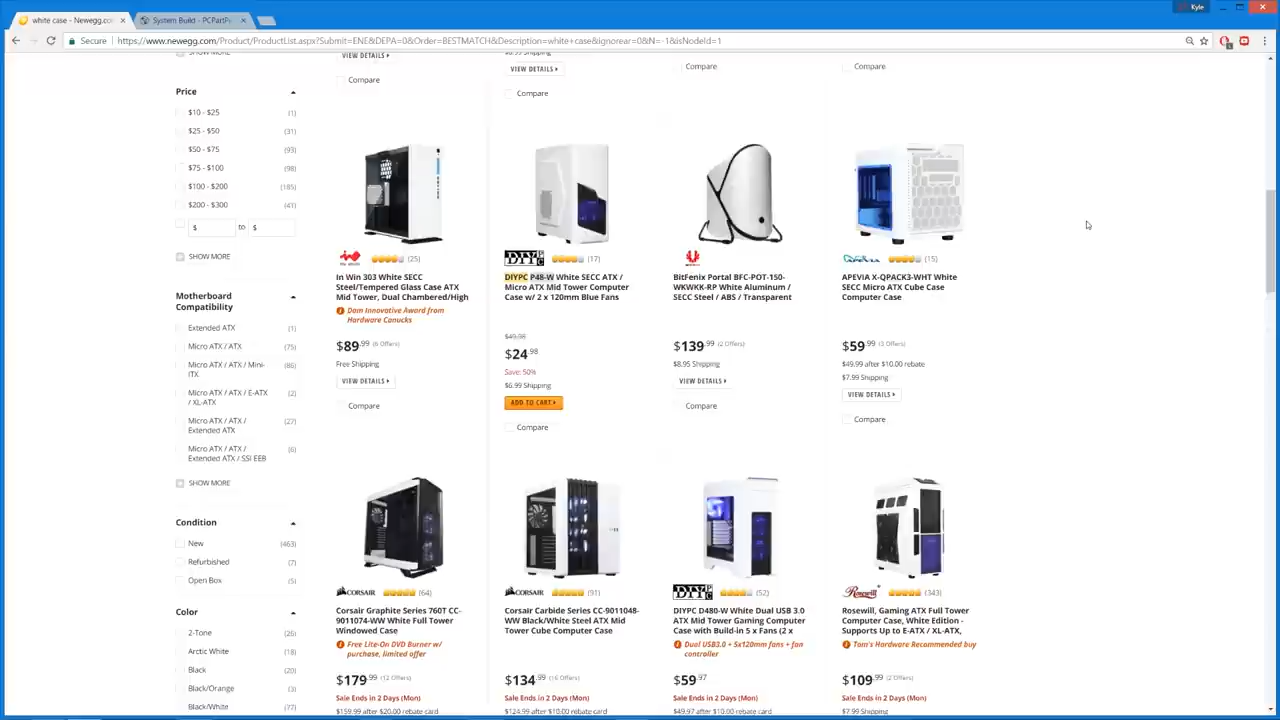 Kyle
white case - Newegg.co
System Build - PCPartP
Secure
https://www.newegg.com/Product/ProductList.aspx?Submit=ENE&DEPA=0&Order=BESTMATCH&Description=white+case&ignorear=0&N=-1&isNodeId=1
SHOW MORE
Price
$10 - $25 (1)
$25 - $50 (31)
$50 - $75 (93)
$75 - $100 (98)
$100 - $200 (185)
$200 - $300 (41)
$ to $
SHOW MORE
Motherboard
Compatibility
Extended ATX (1)
Micro ATX / ATX (75)
Micro ATX / ATX / Mini- (86)
ITX
Micro ATX / ATX / E-ATX (2)
/ XL-ATX
Micro ATX / ATX / (27)
Extended ATX
Micro ATX / ATX / (6)
Extended ATX / SSI EEB
SHOW MORE
Condition
New (463)
Refurbished (7)
Open Box (5)
Color
2-Tone (26)
Arctic White (18)
Black (20)
Black/Orange (3)
Black/White (77)
VIEW DETAILS
Compare
Shipping
VIEW DETAILS
Compare
Compare
Compare
(25)
In Win 303 White SECC
Steel/Tempered Glass Case ATX
Mid Tower, Dual Chambered/High
Dom Innovative Award from
Hardware Canucks
$89.99 (6 Offers)
Free Shipping
VIEW DETAILS
Compare
DIYPC (17)
DIYPC P48-W White SECC ATX /
Micro ATX Mid Tower Computer
Case w/ 2 x 120mm Blue Fans
$49.98
$24.98
Save: 50%
$6.99 Shipping
ADD TO CART
Compare
BitFenix Portal BFC-POT-150-
WKWKK-RP White Aluminum /
SECC Steel / ABS / Transparent
$139.99 (2 Offers)
$8.95 Shipping
VIEW DETAILS
Compare
APEVIA (15)
APEVIA X-QPACK3-WHT White
SECC Micro ATX Cube Case
Computer Case
$59.99 (3 Offers)
$49.99 after $10.00 rebate
$7.99 Shipping
VIEW DETAILS
Compare
CORSAIR (64)
Corsair Graphite Series 760T CC-
9011074-WW White Full Tower
Windowed Case
Free Lite-On DVD Burner w/
purchase, limited offer
$179.99 (12 Offers)
Sale Ends in 2 Days (Mon)
$159.99 after $20.00 rebate card
CORSAIR (91)
Corsair Carbide Series CC-9011048-
WW Black/White Steel ATX Mid
Tower Cube Computer Case
$134.99 (16 Offers)
Sale Ends in 2 Days (Mon)
$124.99 after $10.00 rebate card
DIYPC (52)
DIYPC D480-W White Dual USB 3.0
ATX Mid Tower Gaming Computer
Case with Build-in 5 x Fans (2 x
Dual USB3.0 + 5x120mm fans + fan
controller
$59.97
Sale Ends in 2 Days (Mon)
$49.97 after $10.00 rebate card
Rosewill (343)
Rosewill, Gaming ATX Full Tower
Computer Case, White Edition -
Supports Up to E-ATX / XL-ATX,
Tom's Hardware Recommended buy
$109.99 (2 Offers)
Sale Ends in 2 Days (Mon)
$7.99 Shipping